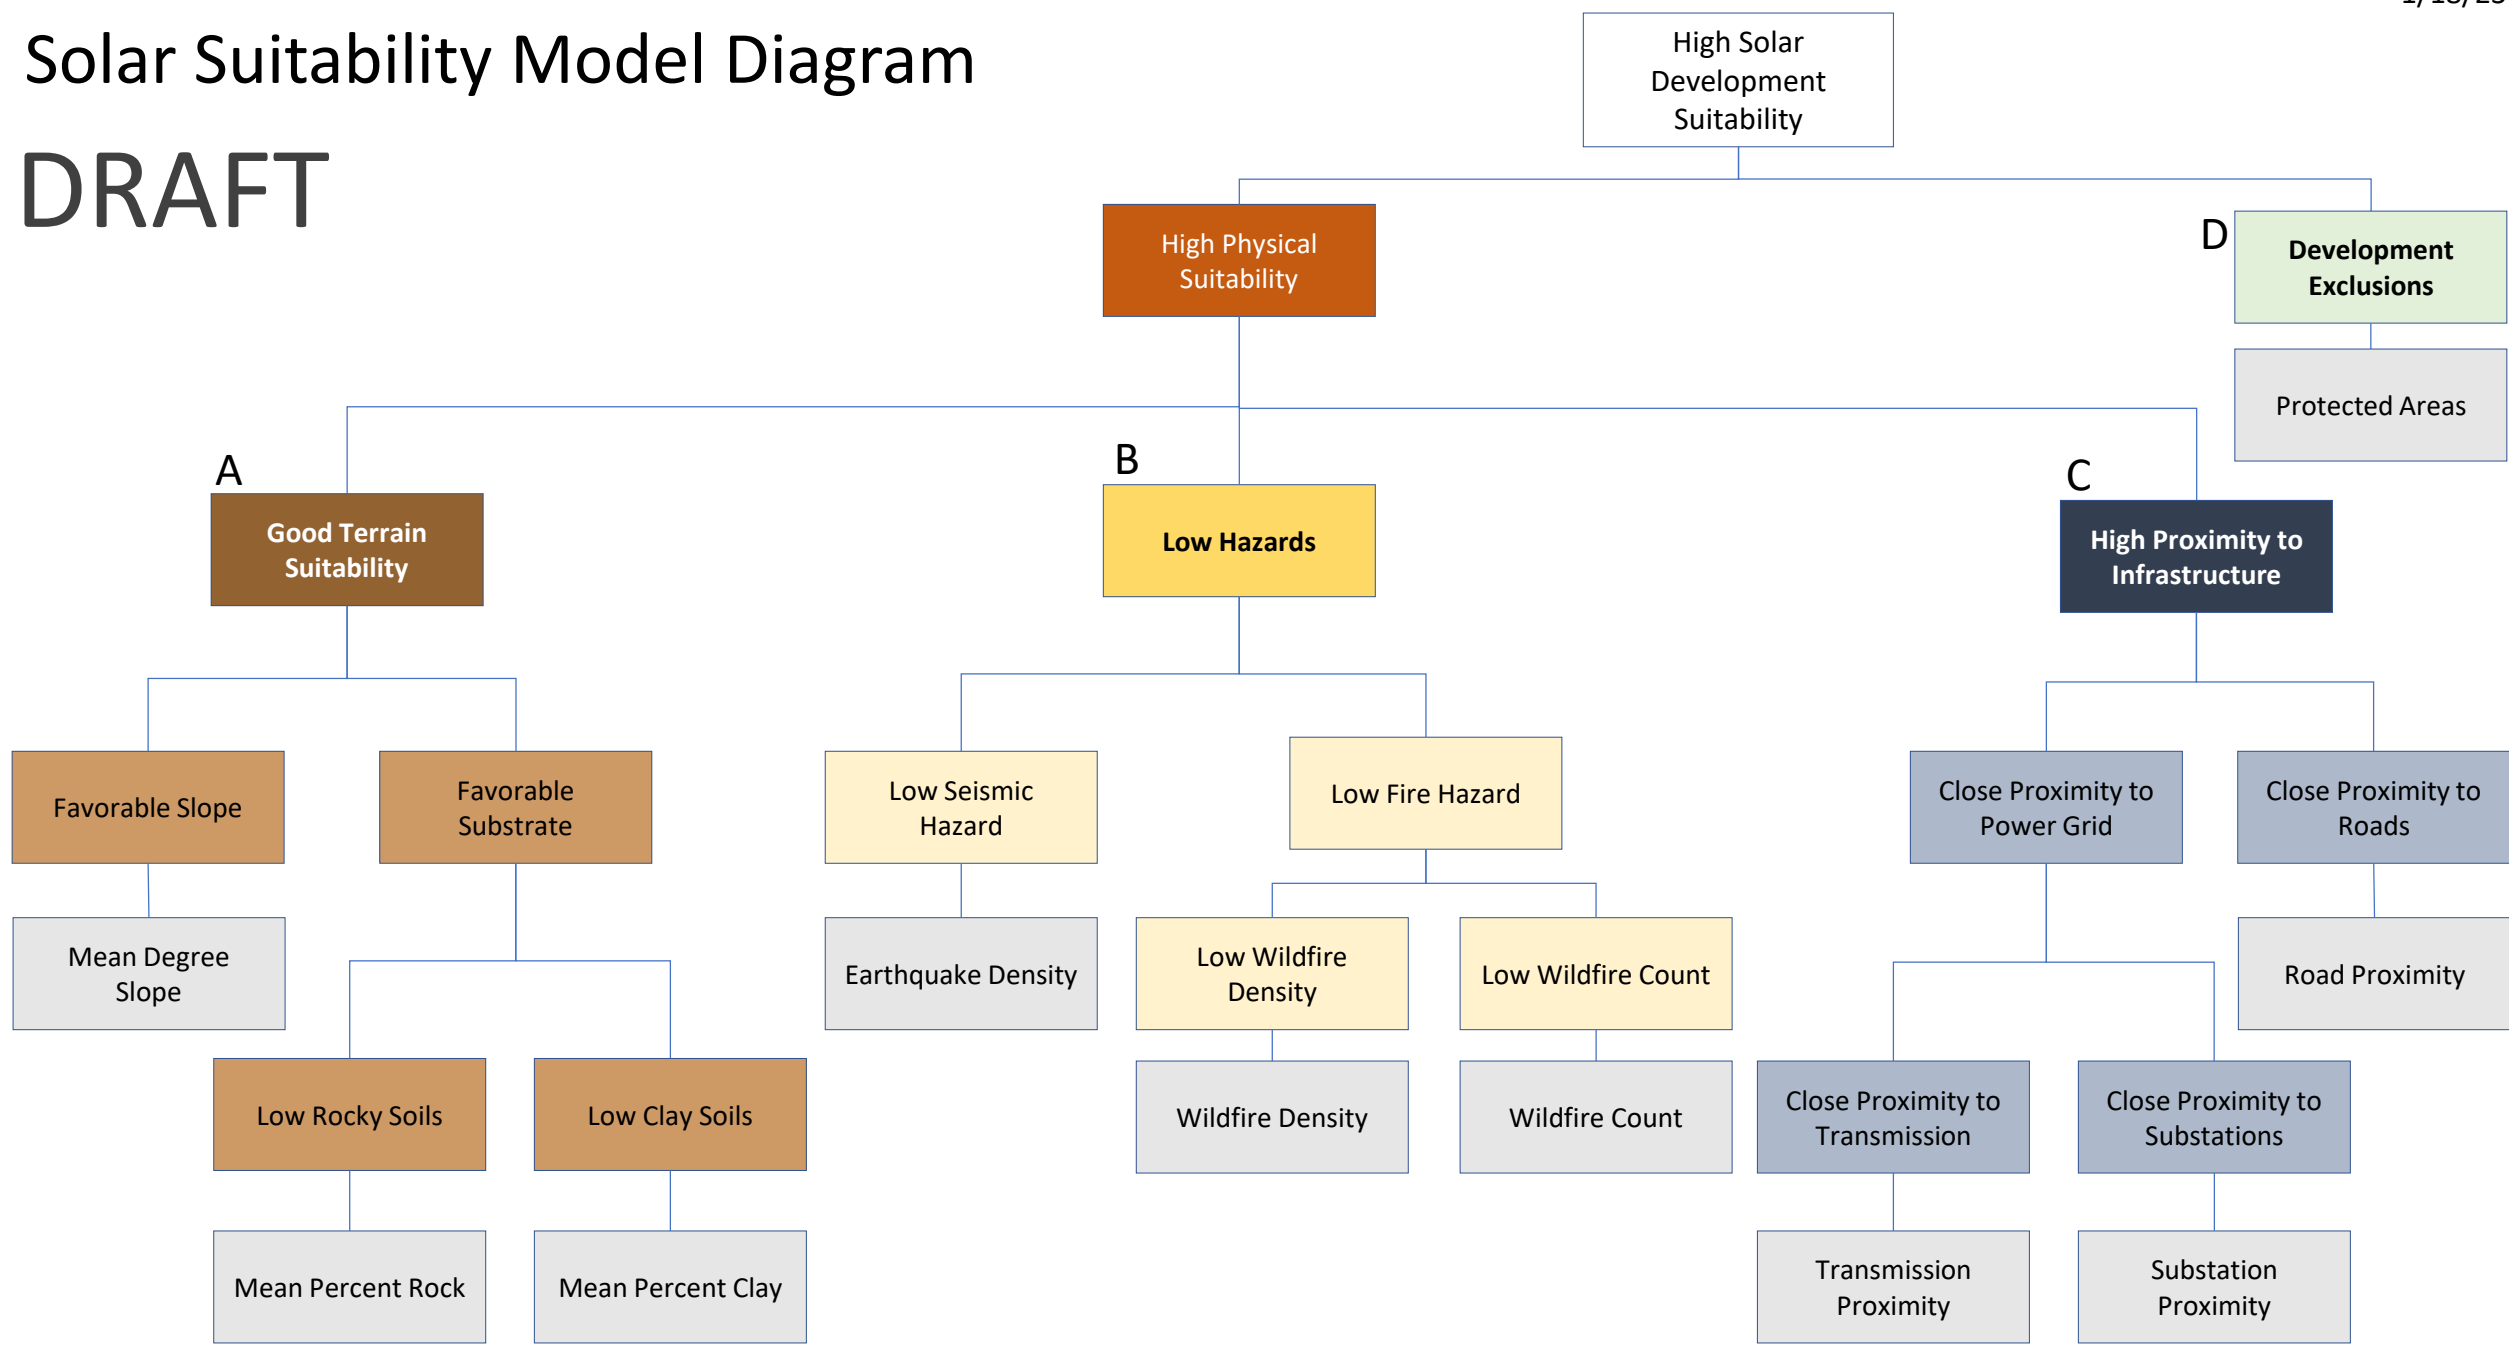 Solar Suitability Model Diagram
DRAFT
High Solar
Development
Suitability
High Physical
Suitability
D
Development
Exclusions
Protected Areas
A
Good Terrain
Suitability
B
Low Hazards
C
High Proximity to
Infrastructure
Favorable Slope
Favorable
Substrate
Low Seismic
Hazard
Low Fire Hazard
Close Proximity to
Power Grid
Close Proximity to
Roads
Mean Degree
Slope
Earthquake Density
Low Wildfire
Density
Low Wildfire Count
Road Proximity
Low Rocky Soils
Low Clay Soils
Wildfire Density
Wildfire Count
Close Proximity to
Transmission
Close Proximity to
Substations
Mean Percent Rock
Mean Percent Clay
Transmission
Proximity
Substation
Proximity